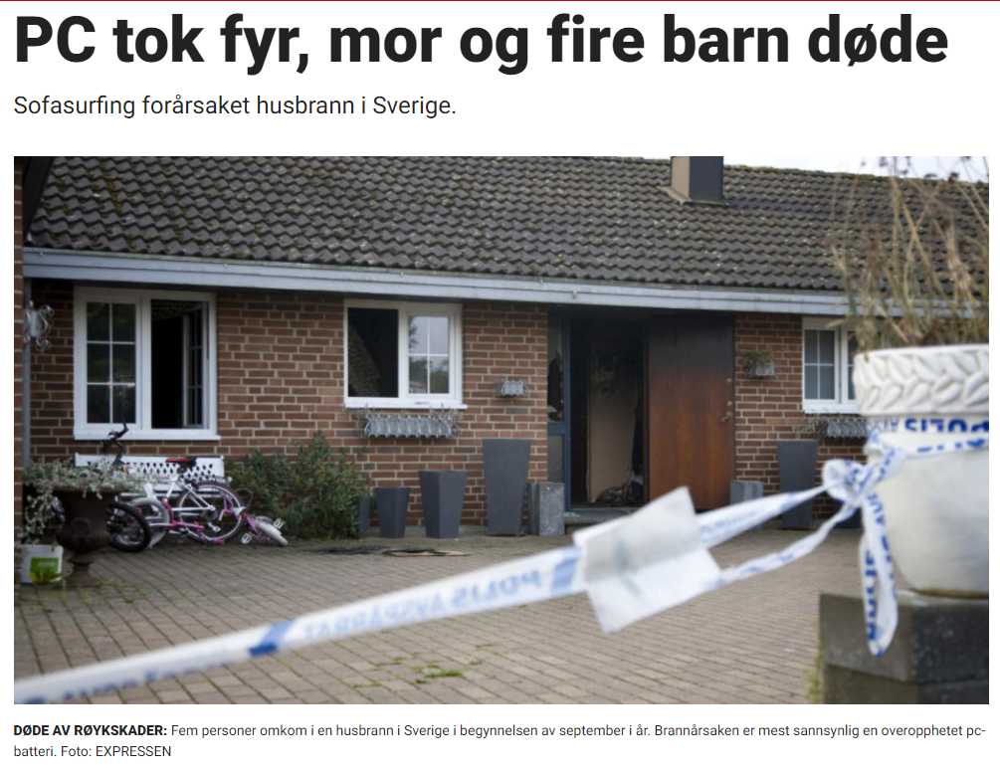 PC tok fyr, mor og fire barn døde
Sofasurfing forårsaket husbrann i Sverige.
POLIS
POLIS AVSPÄRRAT
DØDE AV RØYKSKADER: Fem personer omkom i en husbrann i Sverige i begynnelsen av september i år. Brannårsaken er mest sannsynlig en overopphetet pc-
batteri. Foto: EXPRESSEN